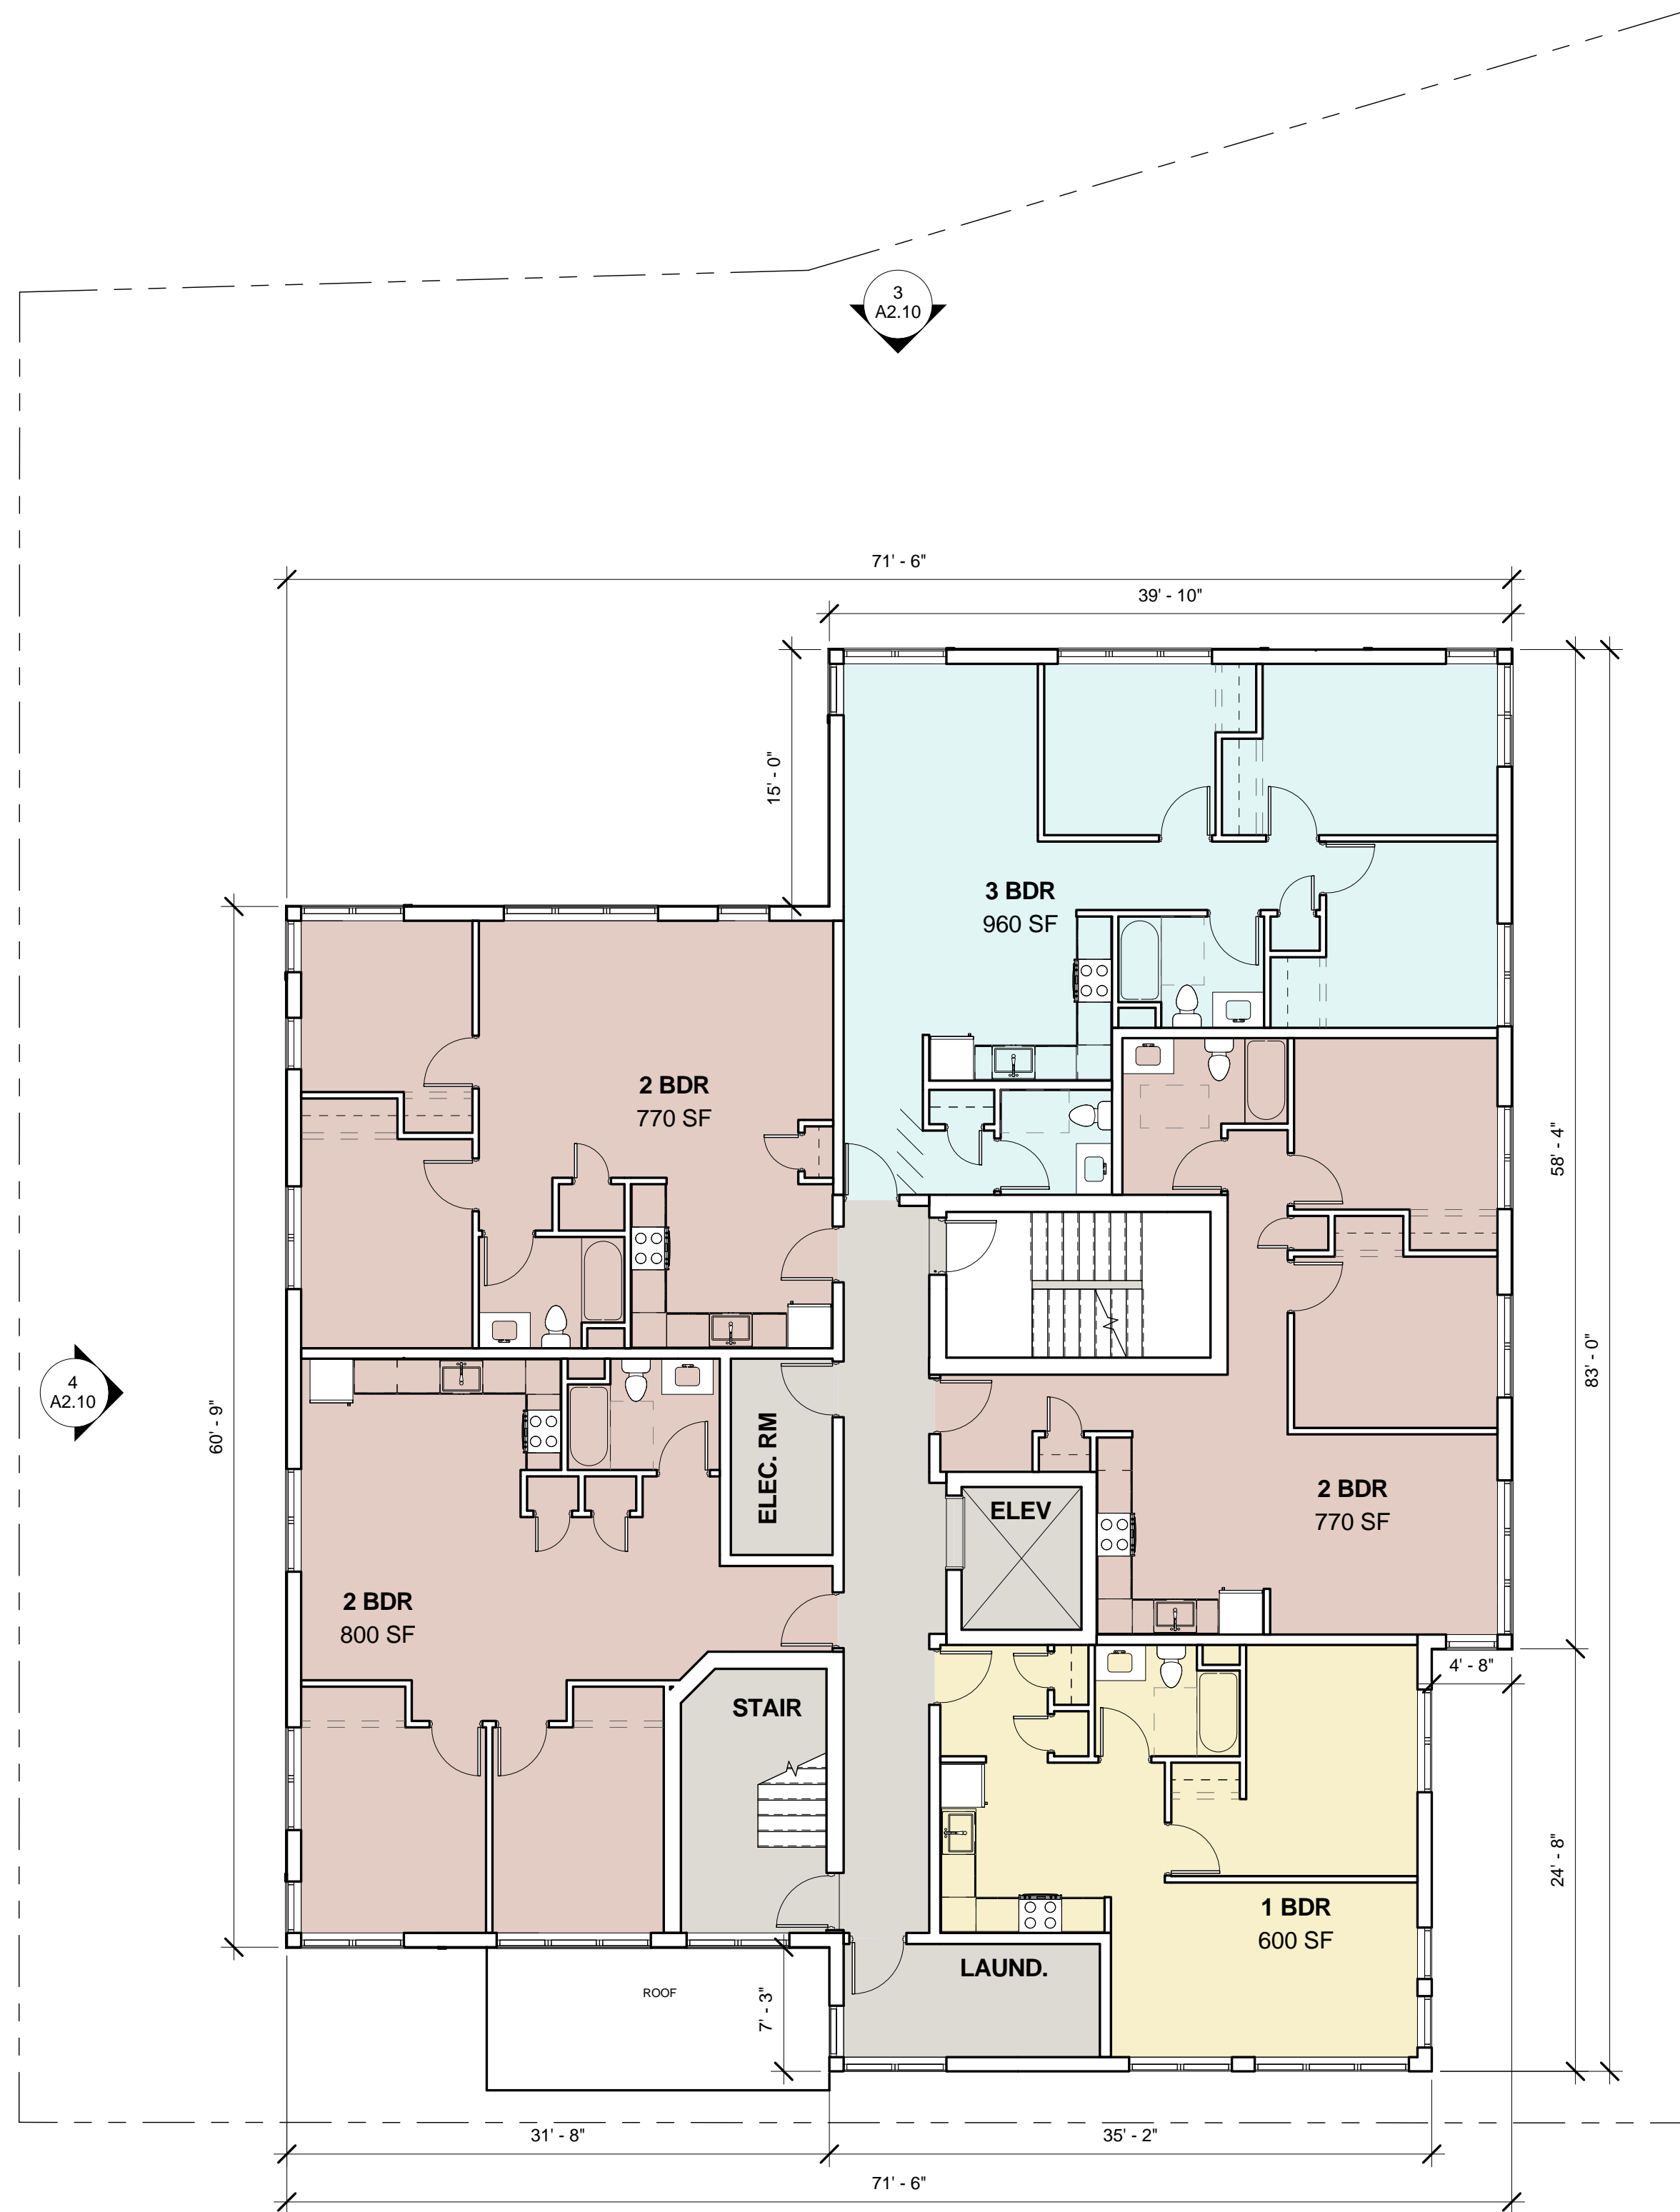 3
A2.10
71' - 6"
39' - 10"
15' - 0"
3 BDR
960 SF
2 BDR
770 SF
58' - 4"
83' - 0"
4
A2.10
60' - 9"
ELEC. RM
ELEV
2 BDR
770 SF
2 BDR
800 SF
4' - 8"
STAIR
24' - 8"
1 BDR
600 SF
LAUND.
ROOF
7' - 3"
31' - 8"
35' - 2"
71' - 6"